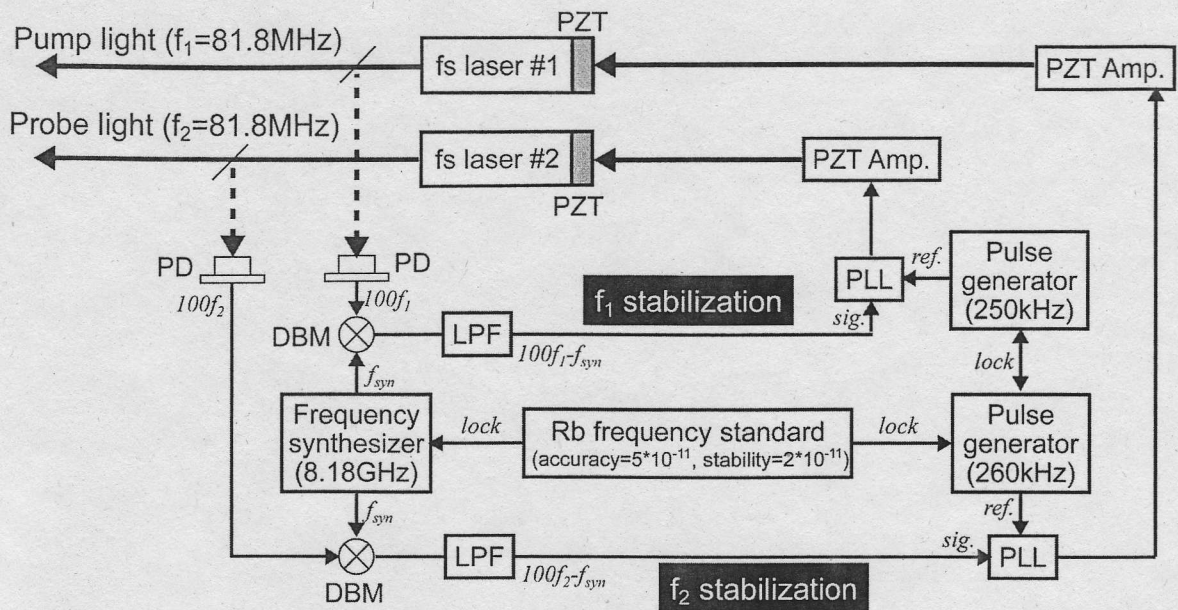 Pump light (f₁=81.8MHz)
PZT
fs laser #1
PZT Amp.
Probe light (f₂=81.8MHz)
fs laser #2
PZT Amp.
PZT
PD
PD
100f₂
100f₁
f₁ stabilization
PLL
ref.
Pulse
generator
(250kHz)
DBM
LPF
sig.
100f₁-fsyn
fsyn
lock
Frequency
synthesizer
(8.18GHz)
lock
Rb frequency standard
(accuracy=5*10⁻¹¹, stability=2*10⁻¹¹)
lock
Pulse
generator
(260kHz)
fsyn
ref.
LPF
sig.
PLL
100f₂-fsyn
DBM
f₂ stabilization